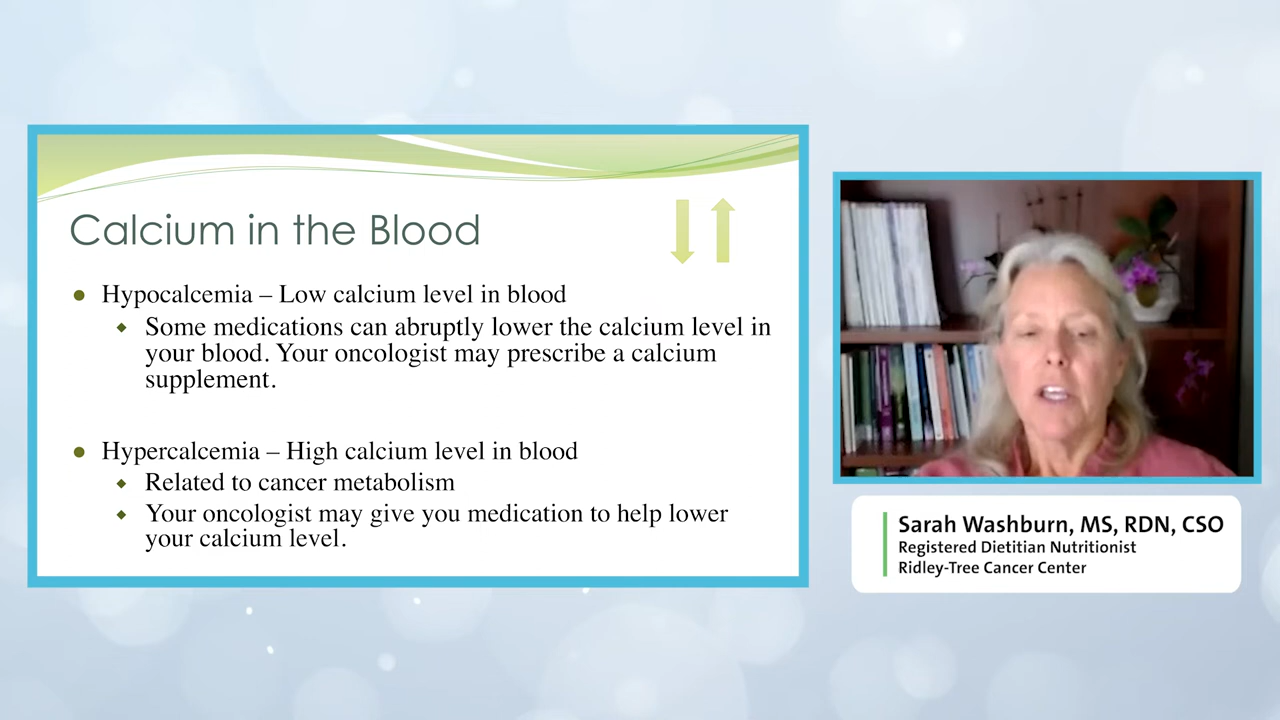 Calcium in the Blood
Hypocalcemia – Low calcium level in blood
Some medications can abruptly lower the calcium level in
your blood. Your oncologist may prescribe a calcium
supplement.
Hypercalcemia – High calcium level in blood
Related to cancer metabolism
Your oncologist may give you medication to help lower
your calcium level.
Sarah Washburn, MS, RDN, CSO
Registered Dietitian Nutritionist
Ridley-Tree Cancer Center